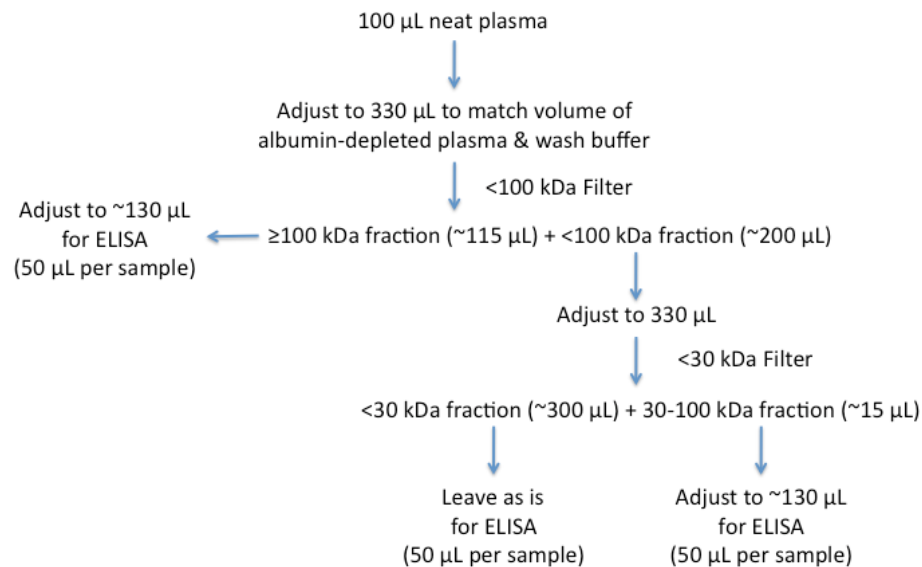 100 µL neat plasma
Adjust to 330 µL to match volume of
albumin-depleted plasma & wash buffer
<100 kDa Filter
Adjust to ~130 µL
for ELISA
(50 µL per sample)
≥100 kDa fraction (~115 µL) + <100 kDa fraction (~200 µL)
Adjust to 330 µL
<30 kDa Filter
<30 kDa fraction (~300 µL) + 30-100 kDa fraction (~15 µL)
Leave as is
for ELISA
(50 µL per sample)
Adjust to ~130 µL
for ELISA
(50 µL per sample)